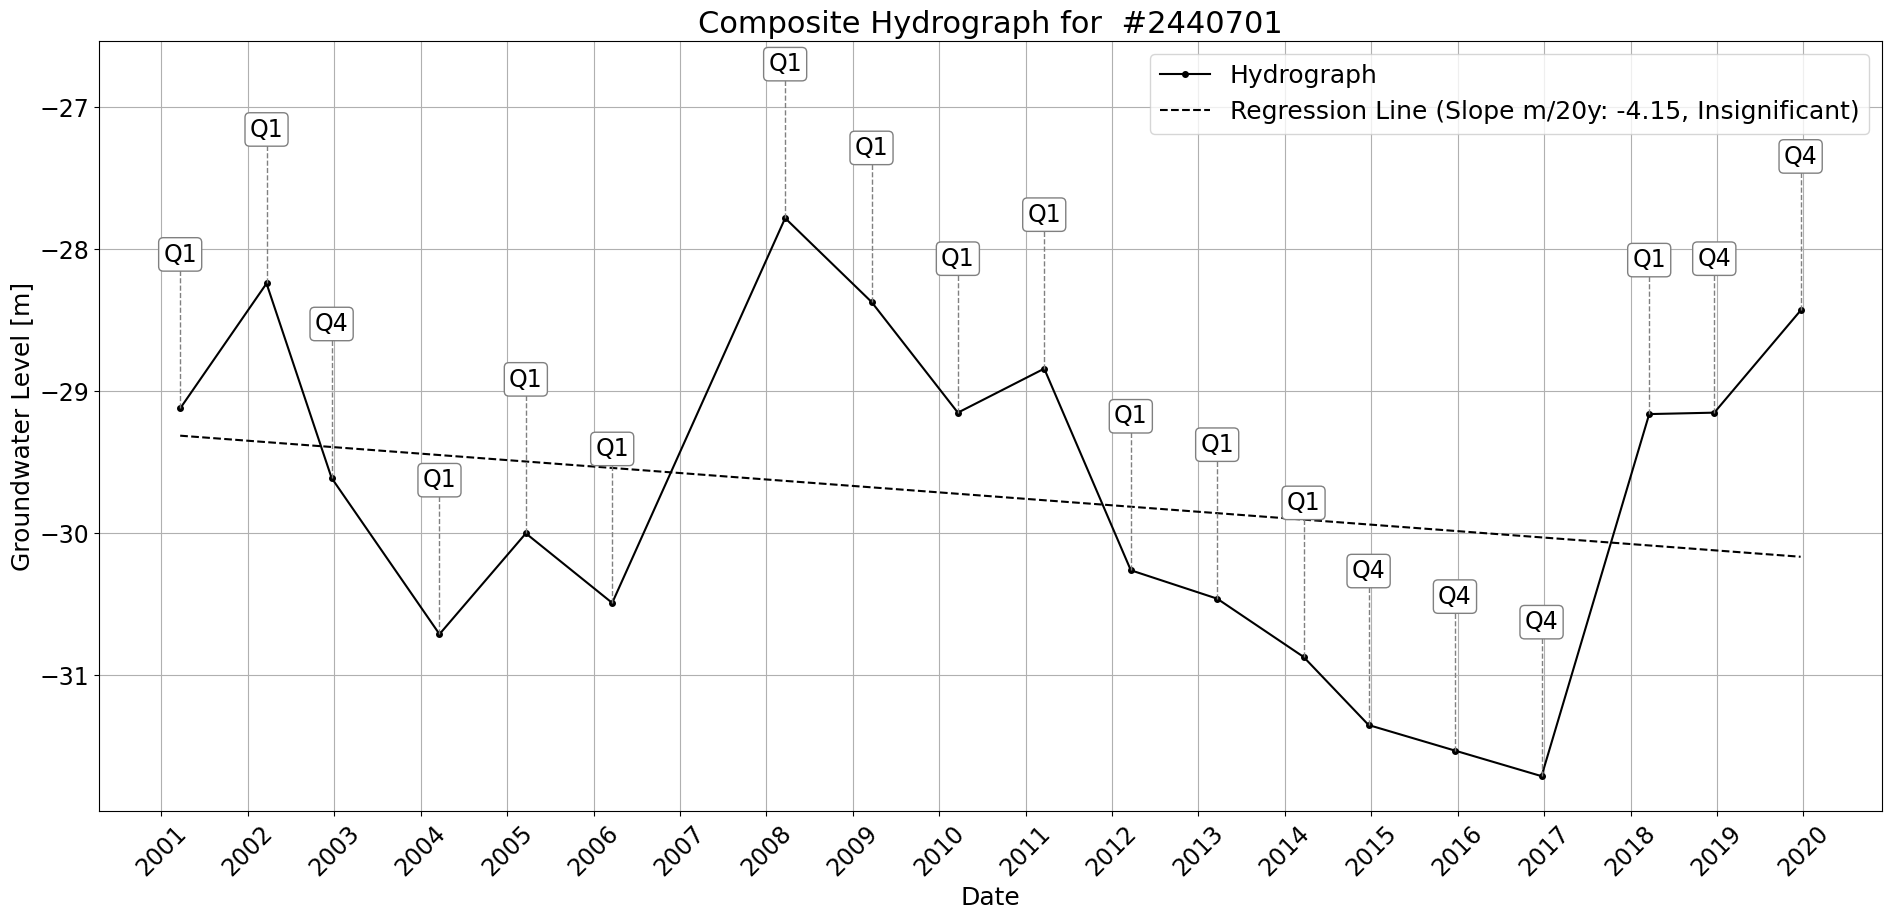 Composite Hydrograph for  #2440701
Hydrograph
Regression Line (Slope m/20y: -4.15, Insignificant)
Groundwater Level [m]
−27
−28
−29
−30
−31
Q1
Q1
Q4
Q1
Q1
Q1
Q1
Q1
Q1
Q1
Q1
Q1
Q1
Q4
Q4
Q4
Q1
Q4
Q4
2001
2002
2003
2004
2005
2006
2007
2008
2009
2010
2011
2012
2013
2014
2015
2016
2017
2018
2019
2020
Date